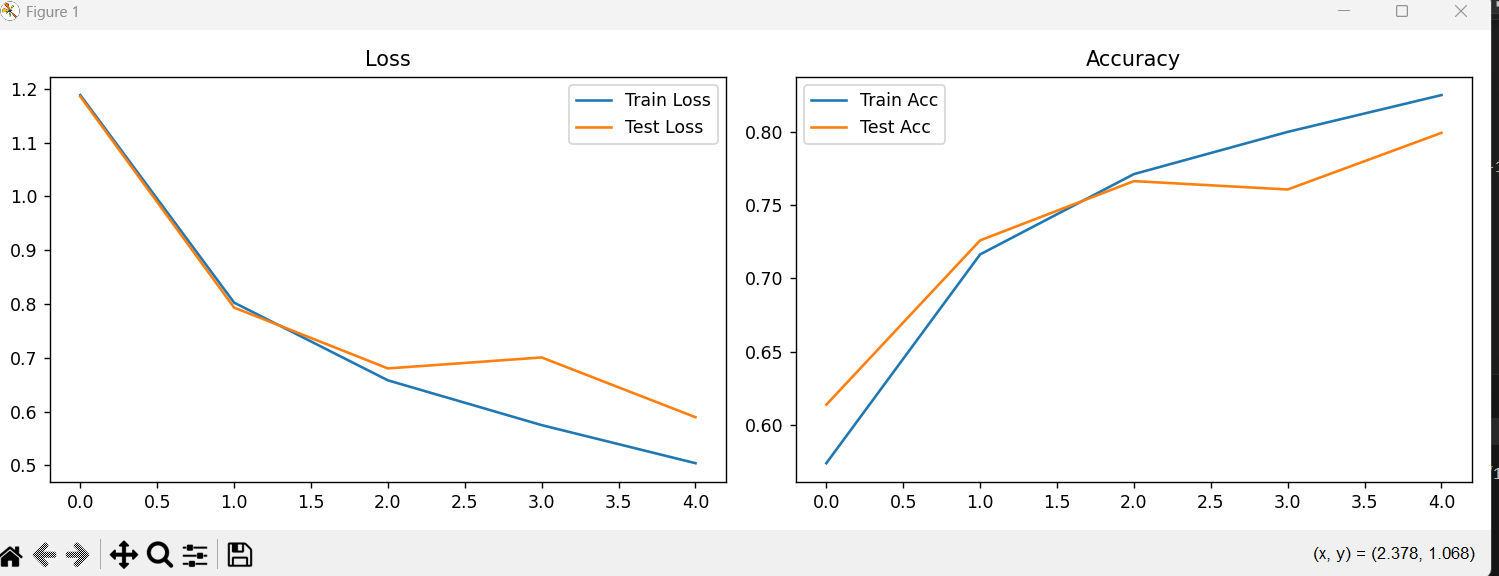 Figure 1
Loss
1.2
1.1
1.0
0.9
0.8
0.7
0.6
0.5
Train Loss
Test Loss
0.0 0.5 1.0 1.5 2.0 2.5 3.0 3.5 4.0
Accuracy
Train Acc
Test Acc
0.80
0.75
0.70
0.65
0.60
0.0 0.5 1.0 1.5 2.0 2.5 3.0 3.5 4.0
(x, y) = (2.378, 1.068)